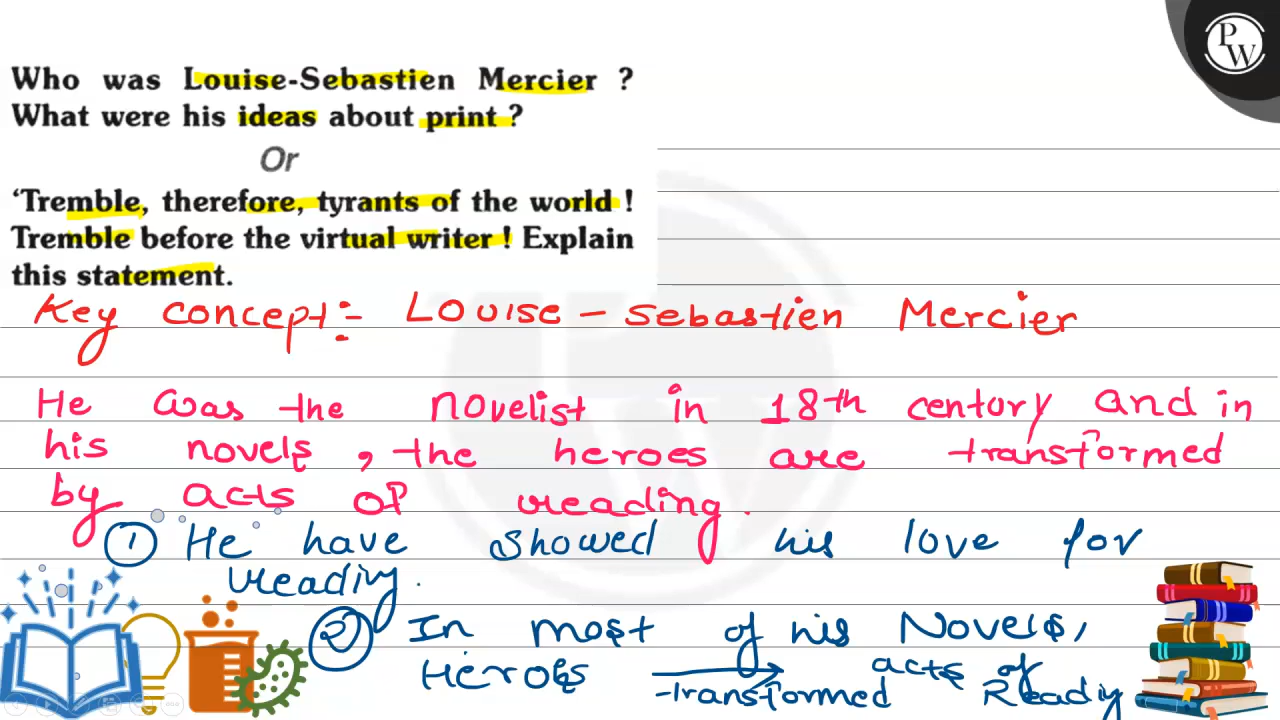 PW
Who was Louise-Sebastien Mercier ?
What were his ideas about print ?
Or
‘Tremble, therefore, tyrants of the world !
Tremble before the virtual writer ! Explain
this statement.
Key concept:- Louise - Sebastien Mercier
He was the novelist in 18th century and in
his novels, the heroes are transformed
by acts of reading.
① He have showed his love for
reading.
② In most of his Novels,
Heroes transformed acts of Readiy